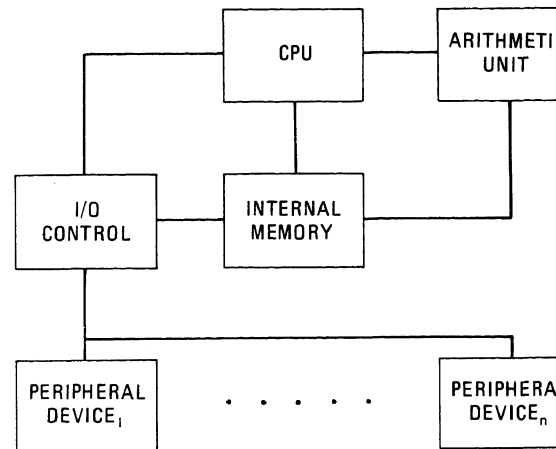 CPU
ARITHMETI
UNIT
I/O
CONTROL
INTERNAL
MEMORY
PERIPHERAL
DEVICE₁
. . . . .
PERIPHERA
DEVICEₙ